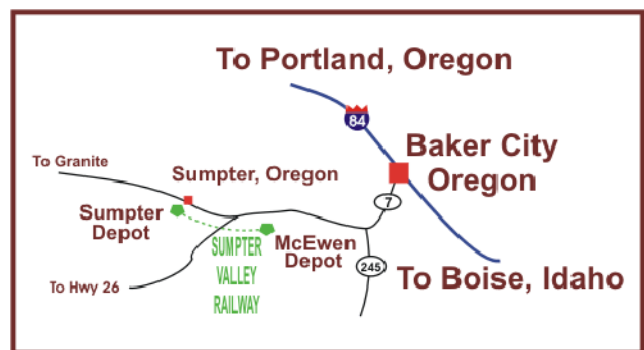 To Portland, Oregon
84
Baker City
Oregon
To Granite
Sumpter, Oregon
7
Sumpter
Depot
McEwen
Depot
SUMPTER
VALLEY
RAILWAY
245
To Boise, Idaho
To Hwy 26